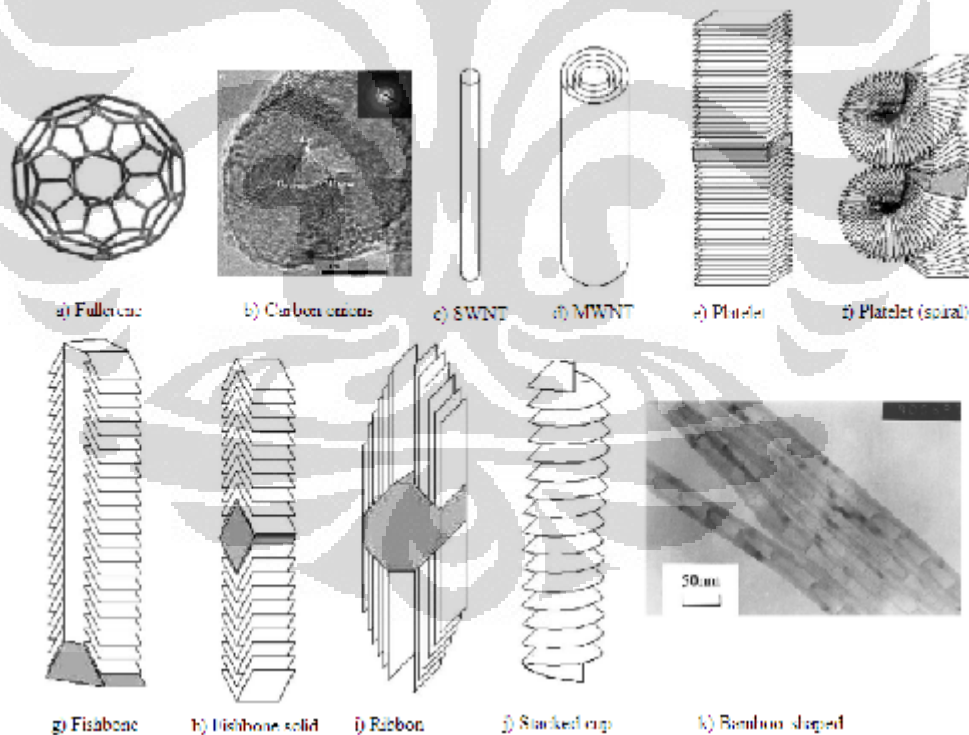 a) Fullerene
b) Carbon onions
c) SWNT
d) MWNT
e) Platelet
f) Platelet (spiral)
50nm
g) Fishbone
h) Fishbone solid
i) Ribbon
j) Stacked cup
k) Bamboo shaped